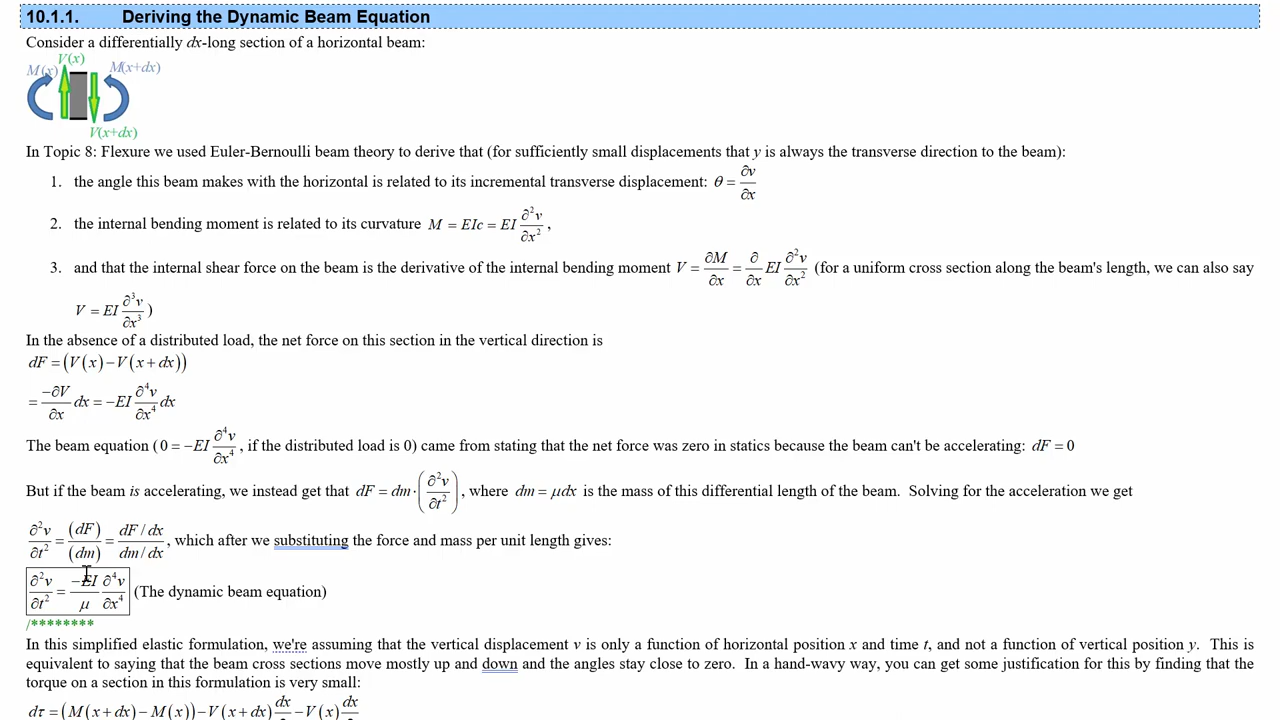 10.1.1. Deriving the Dynamic Beam Equation
Consider a differentially dx-long section of a horizontal beam:
V(x)
M(x) M(x+dx)
V(x+dx)
In Topic 8: Flexure we used Euler-Bernoulli beam theory to derive that (for sufficiently small displacements that y is always the transverse direction to the beam):
1. the angle this beam makes with the horizontal is related to its incremental transverse displacement: θ = ∂v/∂x
2. the internal bending moment is related to its curvature M = EIc = EI ∂²v/∂x² ,
3. and that the internal shear force on the beam is the derivative of the internal bending moment V = ∂M/∂x = ∂/∂x EI ∂²v/∂x² (for a uniform cross section along the beam's length, we can also say
V = EI ∂³v/∂x³ )
In the absence of a distributed load, the net force on this section in the vertical direction is
dF = (V(x) − V(x + dx))
= −∂V/∂x dx = −EI ∂⁴v/∂x⁴ dx
The beam equation ( 0 = −EI ∂⁴v/∂x⁴ , if the distributed load is 0) came from stating that the net force was zero in statics because the beam can't be accelerating: dF = 0
But if the beam is accelerating, we instead get that dF = dm · (∂²v/∂t²) , where dm = μdx is the mass of this differential length of the beam. Solving for the acceleration we get
∂²v/∂t² = (dF)/(dm) = dF / dx/dm / dx , which after we substituting the force and mass per unit length gives:
∂²v/∂t² = −EI/μ ∂⁴v/∂x⁴ (The dynamic beam equation)
/********
In this simplified elastic formulation, we're assuming that the vertical displacement v is only a function of horizontal position x and time t, and not a function of vertical position y. This is
equivalent to saying that the beam cross sections move mostly up and down and the angles stay close to zero. In a hand-wavy way, you can get some justification for this by finding that the
torque on a section in this formulation is very small:
dτ = (M(x + dx) − M(x)) − V(x + dx) dx − V(x) dx